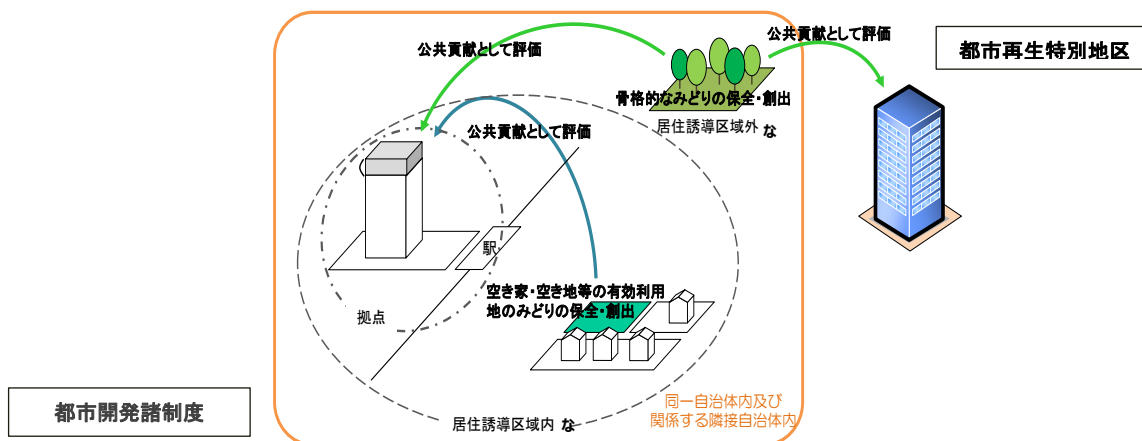 公共貢献として評価
公共貢献として評価
都市再生特別地区
骨格的なみどりの保全・創出
居住誘導区域外 な
公共貢献として評価
駅
空き家・空き地等の有効利用
地のみどりの保全・創出
拠点
同一自治体内及び
関係する隣接自治体内
都市開発諸制度
居住誘導区域内 な